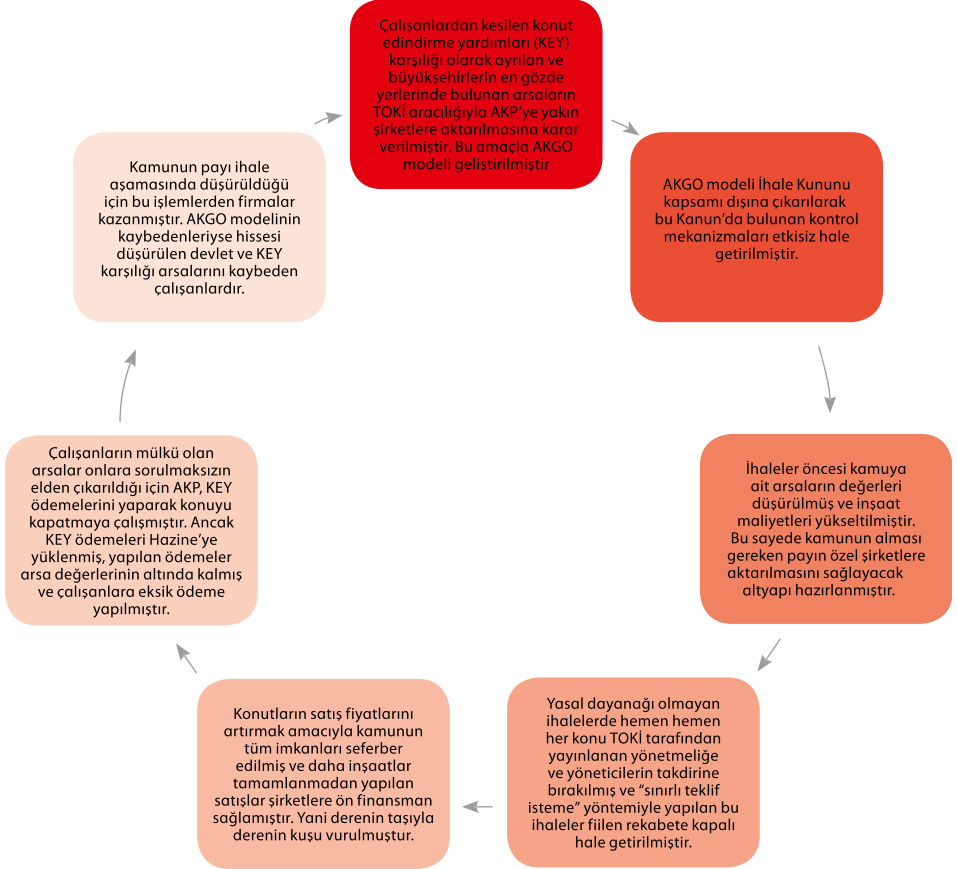 Çalışanlardan kesilen konut
edindirme yardımları (KEY)
karşılığı olarak ayrılan ve
büyükşehirlerin en gözde
yerlerinde bulunan arsaların
TOKİ aracılığıyla AKP'ye yakın
şirketlere aktarılmasına karar
verilmiştir. Bu amaçla AKGO
modeli geliştirilmiştir
AKGO modeli İhale Kununu
kapsamı dışına çıkarılarak
bu Kanun'da bulunan kontrol
mekanizmaları etkisiz hale
getirilmiştir.
İhaleler öncesi kamuya
ait arsaların değerleri
düşürülmüş ve inşaat
maliyetleri yükseltilmiştir.
Bu sayede kamunun alması
gereken payın özel şirketlere
aktarılmasını sağlayacak
altyapı hazırlanmıştır.
Yasal dayanağı olmayan
ihalelerde hemen hemen
her konu TOKİ tarafından
yayınlanan yönetmeliğe
ve yöneticilerin takdirine
bırakılmış ve “sınırlı teklif
isteme” yöntemiyle yapılan bu
ihaleler fiilen rekabete kapalı
hale getirilmiştir.
Konutların satış fiyatlarını
artırmak amacıyla kamunun
tüm imkanları seferber
edilmiş ve daha inşaatlar
tamamlanmadan yapılan
satışlar şirketlere ön finansman
sağlamıştır. Yani derenin taşıyla
derenin kuşu vurulmuştur.
Çalışanların mülkü olan
arsalar onlara sorulmaksızın
elden çıkarıldığı için AKP, KEY
ödemelerini yaparak konuyu
kapatmaya çalışmıştır. Ancak
KEY ödemeleri Hazine'ye
yüklenmiş, yapılan ödemeler
arsa değerlerinin altında kalmış
ve çalışanlara eksik ödeme
yapılmıştır.
Kamunun payı ihale
aşamasında düşürüldüğü
için bu işlemlerden firmalar
kazanmıştır. AKGO modelinin
kaybedenleriyse hissesi
düşürülen devlet ve KEY
karşılığı arsalarını kaybeden
çalışanlardır.